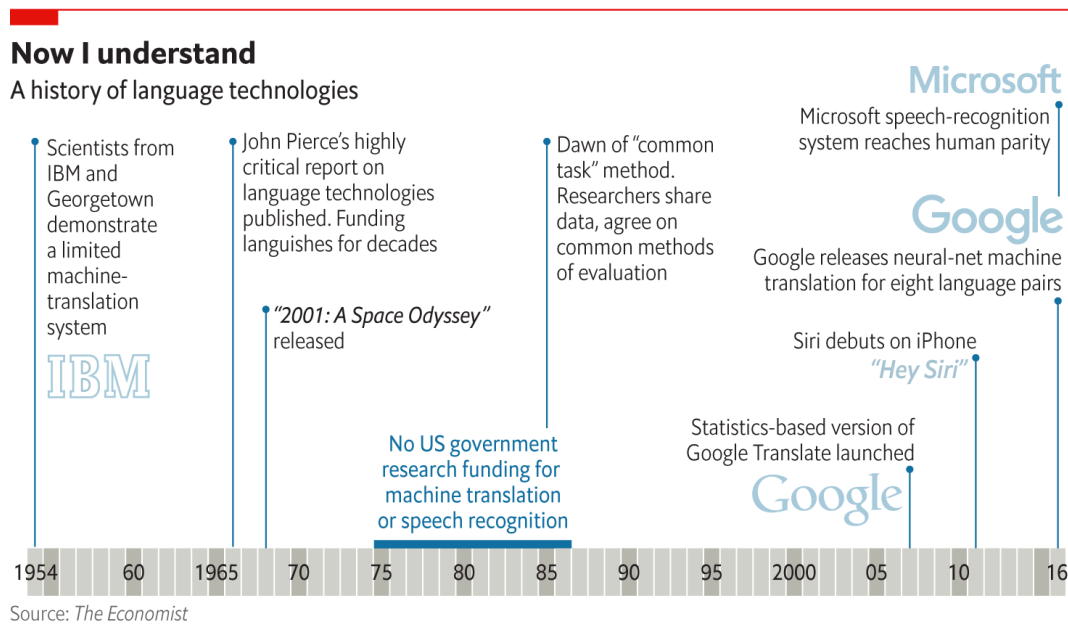 Now I understand
A history of language technologies
Scientists from
IBM and
Georgetown
demonstrate
a limited
machine-
translation
system
IBM
John Pierce’s highly
critical report on
language technologies
published. Funding
languishes for decades
“2001: A Space Odyssey”
released
No US government
research funding for
machine translation
or speech recognition
Dawn of “common
task” method.
Researchers share
data, agree on
common methods
of evaluation
Statistics-based version of
Google Translate launched
Google
Siri debuts on iPhone
“Hey Siri”
Microsoft
Microsoft speech-recognition
system reaches human parity
Google
Google releases neural-net machine
translation for eight language pairs
1954 60 1965 70 75 80 85 90 95 2000 05 10 16
Source: The Economist